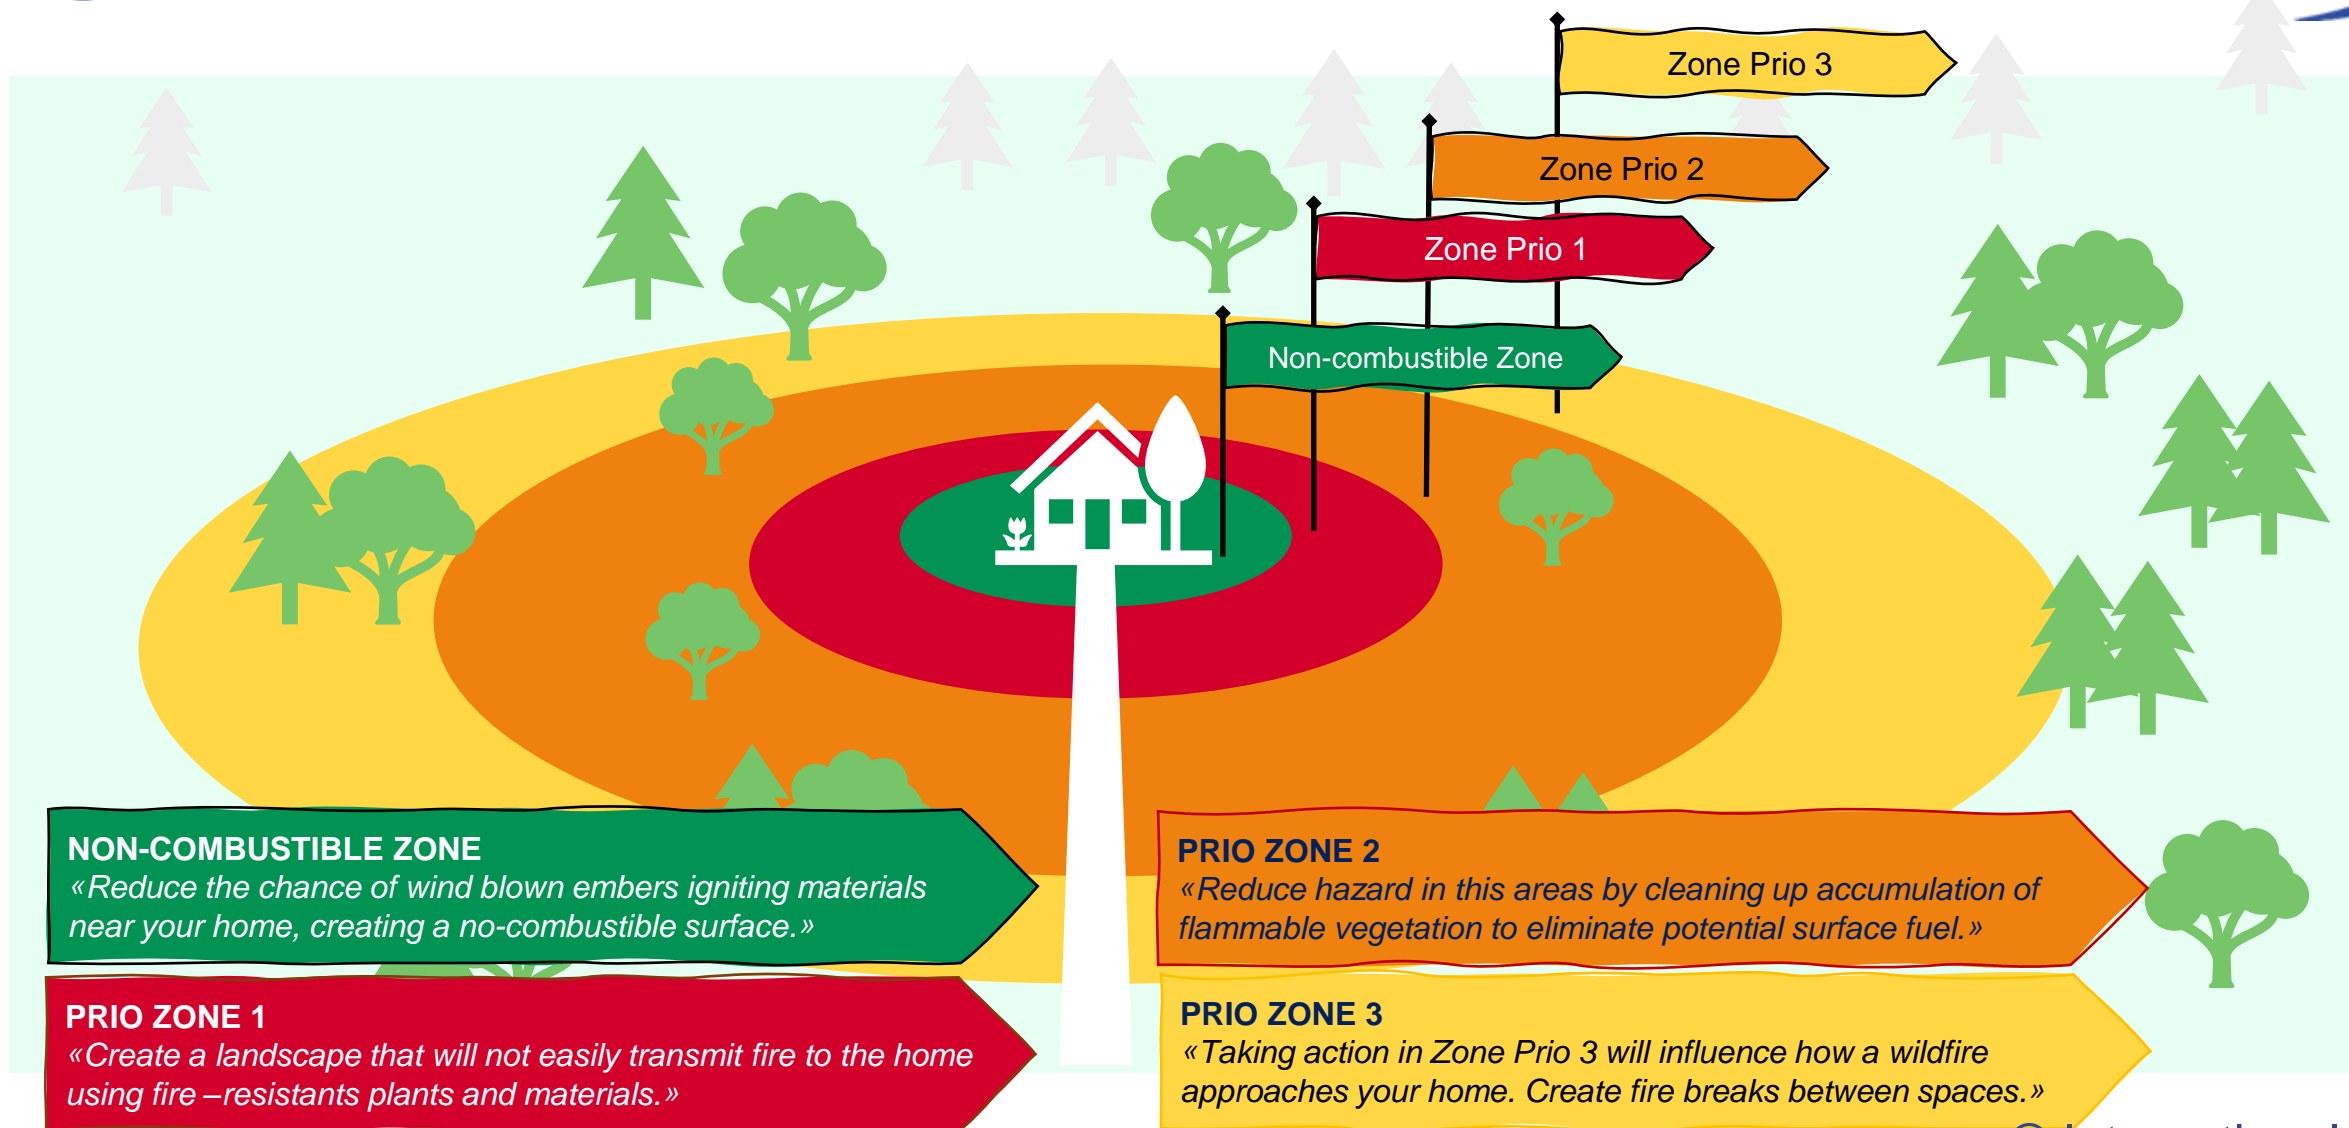 Zone Prio 3
Zone Prio 2
Zone Prio 1
Non-combustible Zone
NON-COMBUSTIBLE ZONE
«Reduce the chance of wind blown embers igniting materials
near your home, creating a no-combustible surface.»
PRIO ZONE 1
«Create a landscape that will not easily transmit fire to the home
using fire –resistants plants and materials.»
PRIO ZONE 2
«Reduce hazard in this areas by cleaning up accumulation of
flammable vegetation to eliminate potential surface fuel.»
PRIO ZONE 3
«Taking action in Zone Prio 3 will influence how a wildfire
approaches your home. Create fire breaks between spaces.»